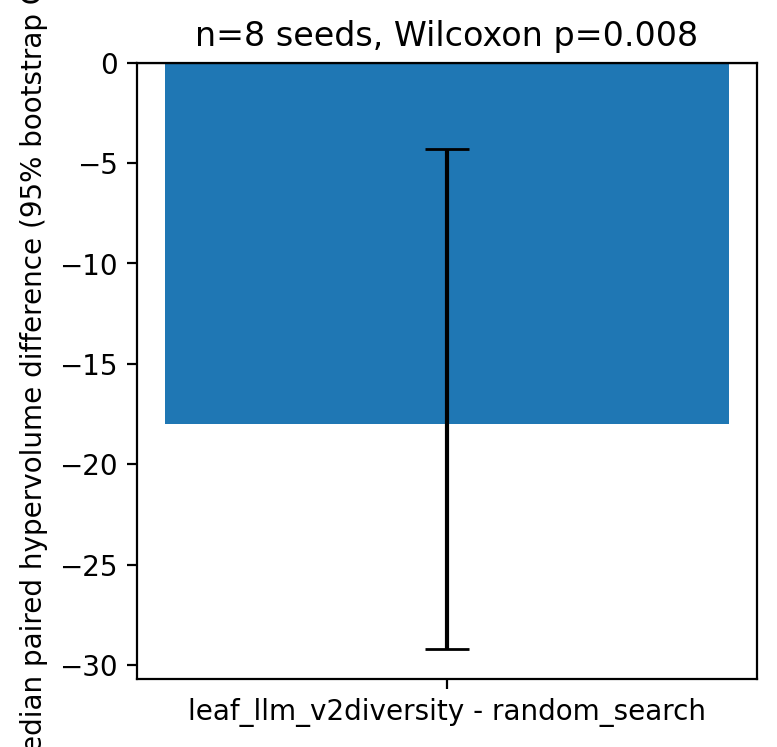 n=8 seeds, Wilcoxon p=0.008
edian paired hypervolume difference (95% bootstrap
0
−5
−10
−15
−20
−25
−30
leaf_llm_v2diversity - random_search